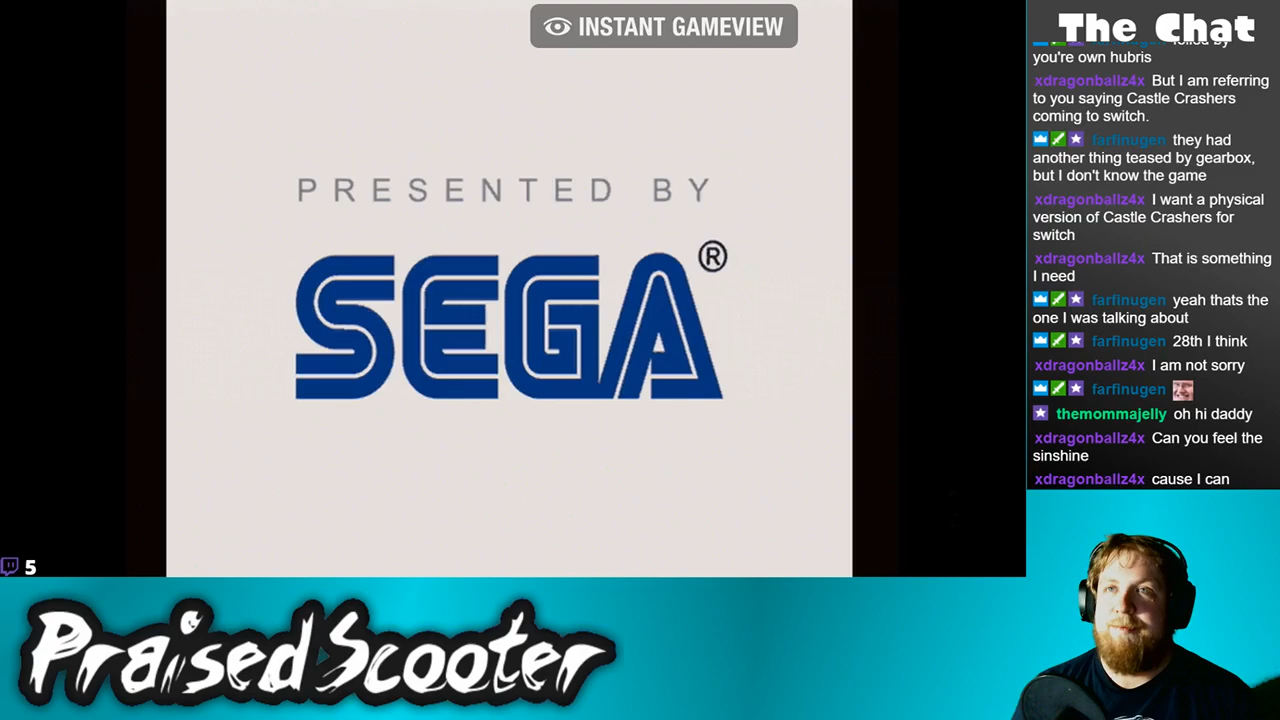 INSTANT GAMEVIEW
PRESENTED BY
SEGA®
5
PraisedScooter
The Chat
you're own hubris
xdragonballz4x But I am referring
to you saying Castle Crashers
coming to switch.
farfinugen they had
another thing teased by gearbox,
but I don't know the game
xdragonballz4x I want a physical
version of Castle Crashers for
switch
xdragonballz4x That is something
I need
farfinugen yeah thats the
one I was talking about
farfinugen 28th I think
xdragonballz4x I am not sorry
farfinugen
themommajelly oh hi daddy
xdragonballz4x Can you feel the
sinshine
xdragonballz4x cause I can